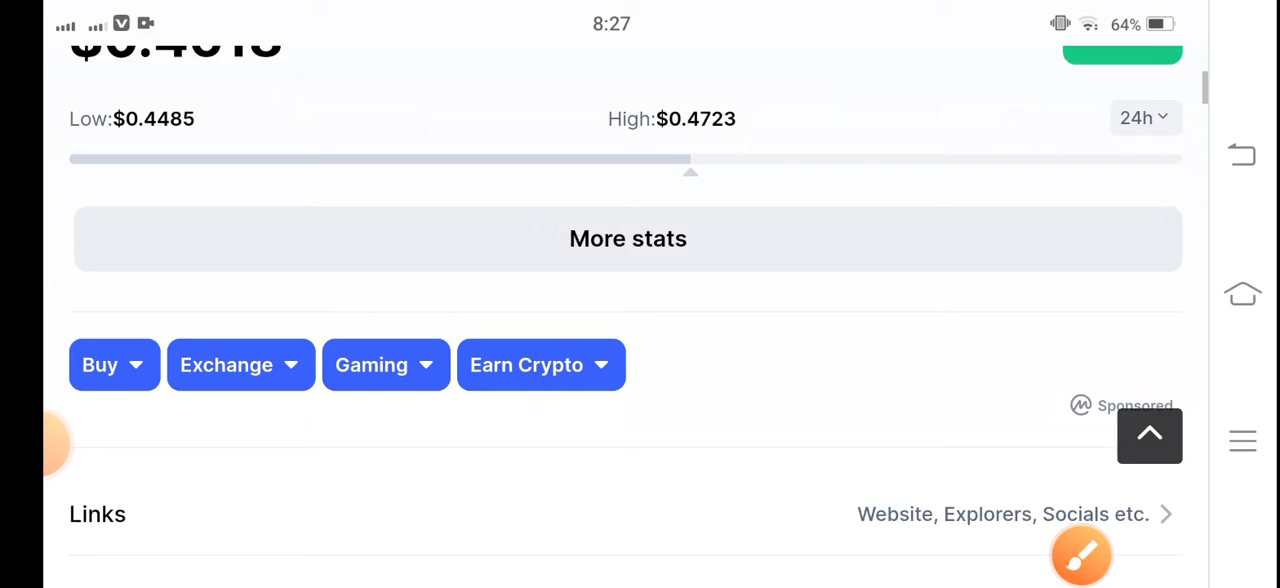 8:27
64%
Low:$0.4485 High:$0.4723 24h
More stats
Buy Exchange Gaming Earn Crypto
Sponsored
Links Website, Explorers, Socials etc.